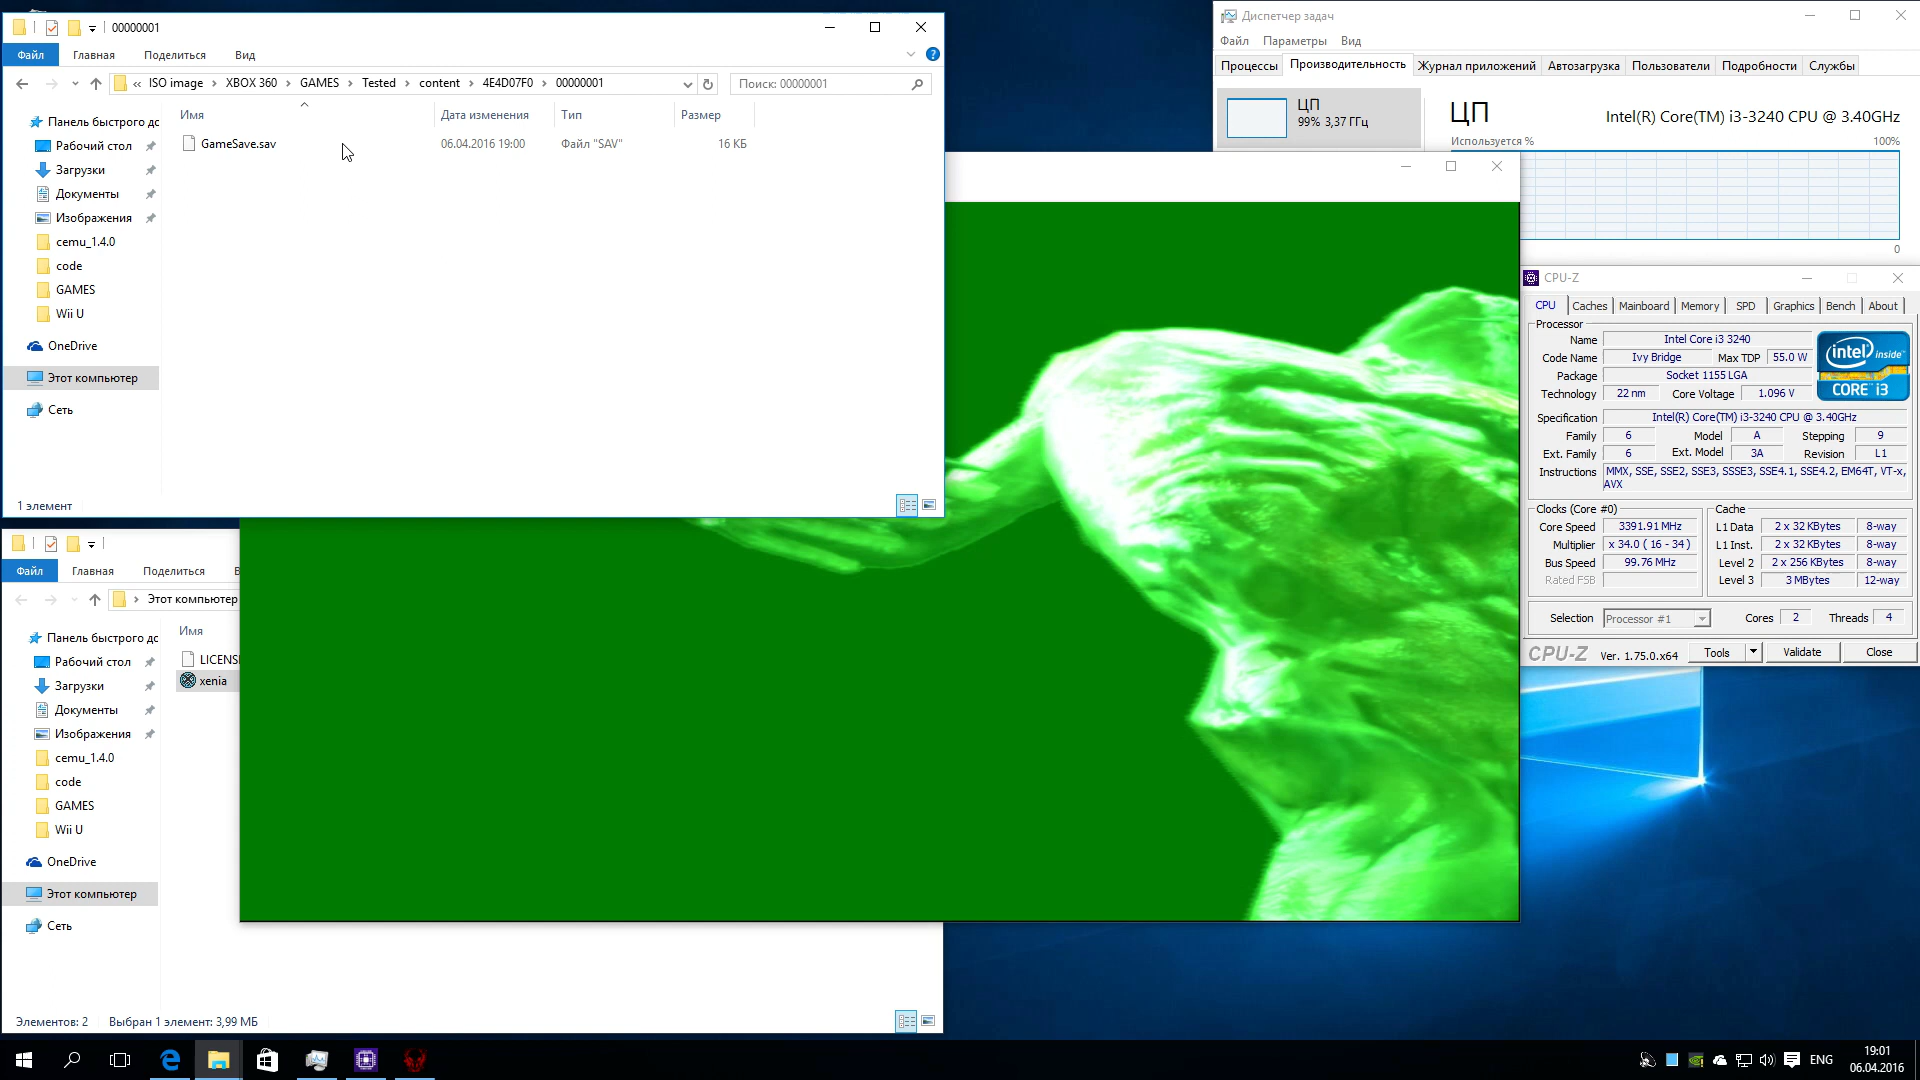 00000001
Файл Главная Поделиться Вид
« ISO image › XBOX 360 › GAMES › Tested › content › 4E4D07F0 › 00000001
Поиск: 00000001
Имя Дата изменения Тип Размер
GameSave.sav 06.04.2016 19:00 Файл "SAV" 16 КБ
Панель быстрого дс
Рабочий стол
Загрузки
Документы
Изображения
cemu_1.4.0
code
GAMES
Wii U
OneDrive
Этот компьютер
Сеть
1 элемент
Диспетчер задач
Файл Параметры Вид
Процессы Производительность Журнал приложений Автозагрузка Пользователи Подробности Службы
ЦП
99% 3,37 ГГц
ЦП Intel(R) Core(TM) i3-3240 CPU @ 3.40GHz
Используется % 100%
0
CPU-Z
CPU Caches Mainboard Memory SPD Graphics Bench About
Processor
Name Intel Core i3 3240
Code Name Ivy Bridge Max TDP 55.0 W
Package Socket 1155 LGA
Technology 22 nm Core Voltage 1.096 V
intel inside™
CORE™ i3
Specification Intel(R) Core(TM) i3-3240 CPU @ 3.40GHz
Family 6 Model A Stepping 9
Ext. Family 6 Ext. Model 3A Revision L1
Instructions MMX, SSE, SSE2, SSE3, SSSE3, SSE4.1, SSE4.2, EM64T, VT-x,
AVX
Clocks (Core #0)
Core Speed 3391.91 MHz
Multiplier x 34.0 ( 16 - 34 )
Bus Speed 99.76 MHz
Rated FSB
Cache
L1 Data 2 x 32 KBytes 8-way
L1 Inst. 2 x 32 KBytes 8-way
Level 2 2 x 256 KBytes 8-way
Level 3 3 MBytes 12-way
Selection Processor #1 Cores 2 Threads 4
CPU-Z Ver. 1.75.0.x64 Tools Validate Close
Файл Главная Поделиться В
› Этот компьютер
Имя
LICENS
xenia
Панель быстрого дс
Рабочий стол
Загрузки
Документы
Изображения
cemu_1.4.0
code
GAMES
Wii U
OneDrive
Этот компьютер
Сеть
Элементов: 2 Выбран 1 элемент: 3,99 МБ
ENG
19:01
06.04.2016